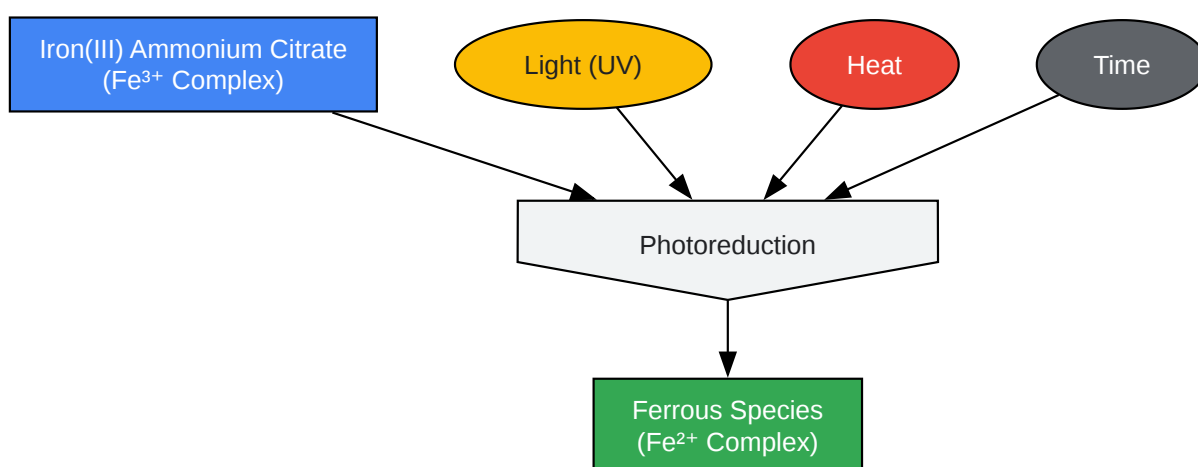 Iron(III) Ammonium Citrate
(Fe³⁺ Complex)
Light (UV)
Heat
Time
Photoreduction
Ferrous Species
(Fe²⁺ Complex)